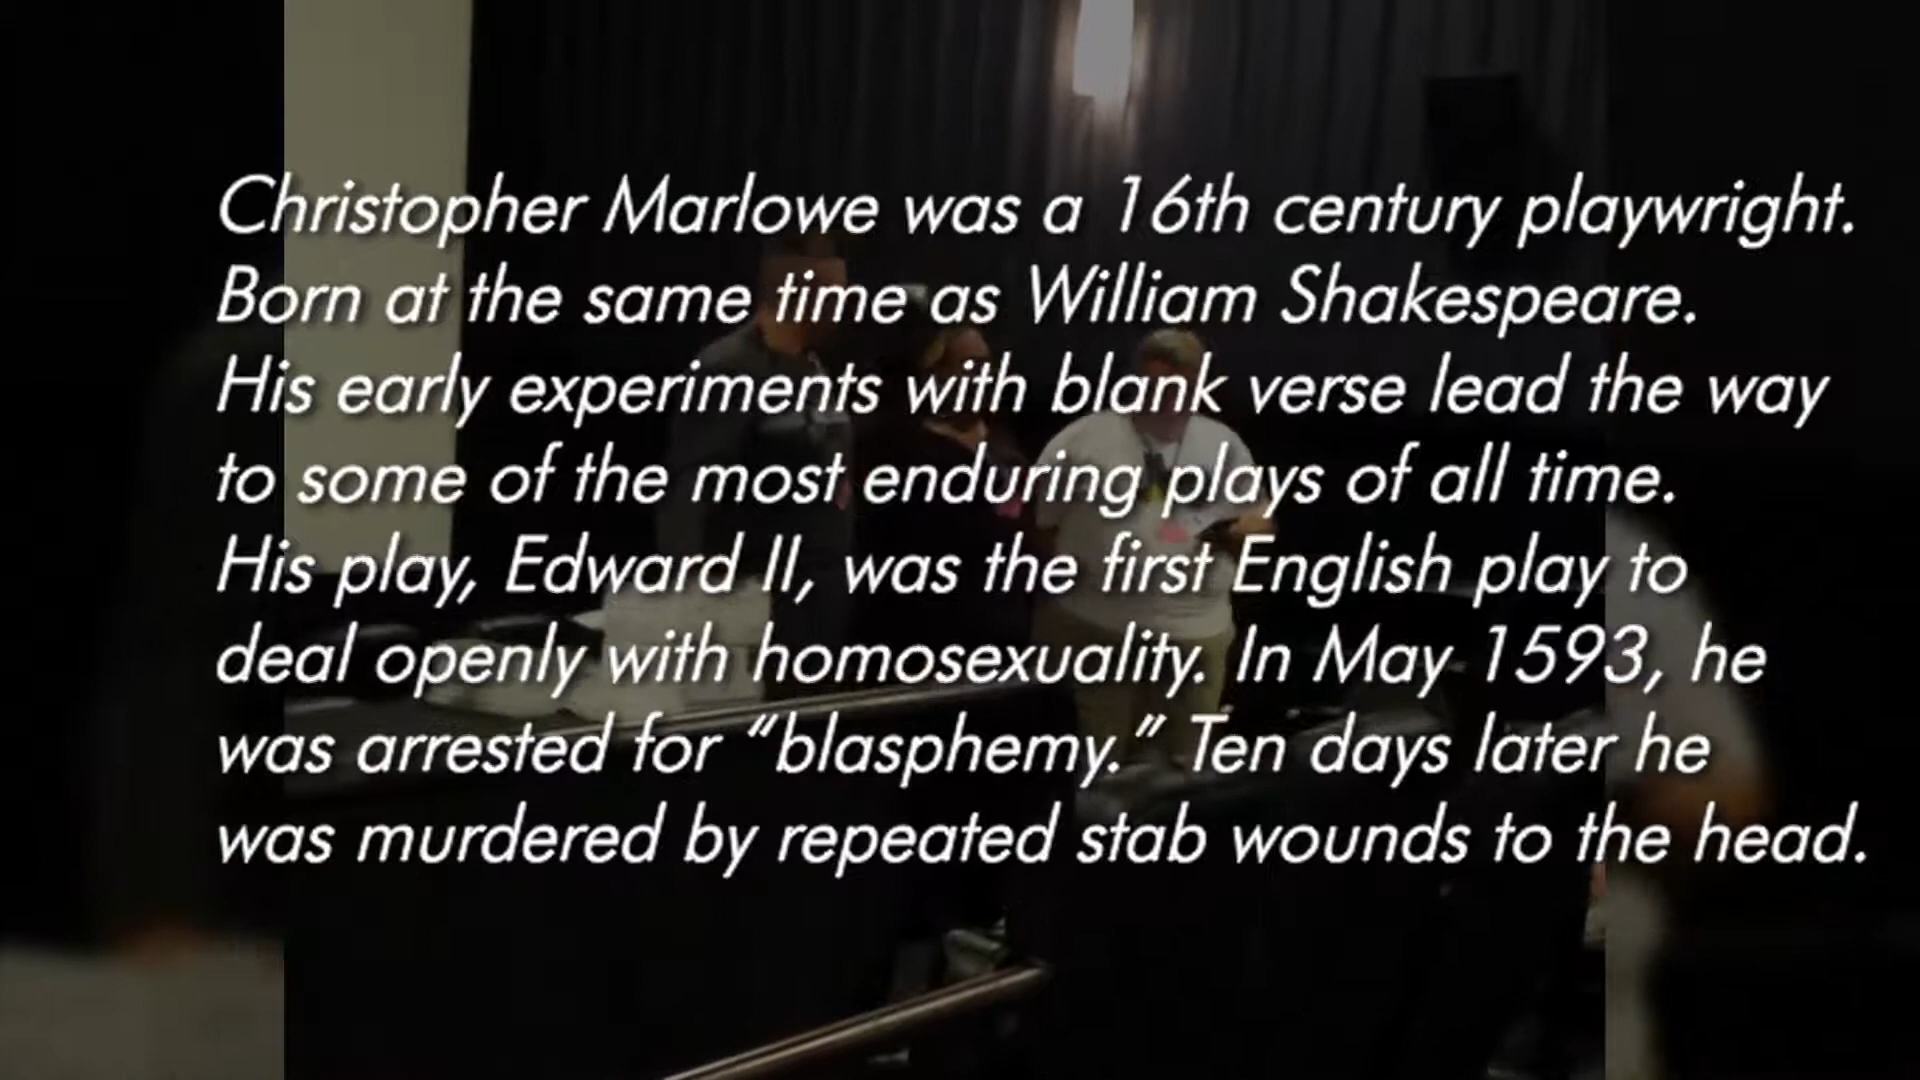 Christopher Marlowe was a 16th century playwright.
Born at the same time as William Shakespeare.
His early experiments with blank verse lead the way
to some of the most enduring plays of all time.
His play, Edward II, was the first English play to
deal openly with homosexuality. In May 1593, he
was arrested for “blasphemy.” Ten days later he
was murdered by repeated stab wounds to the head.